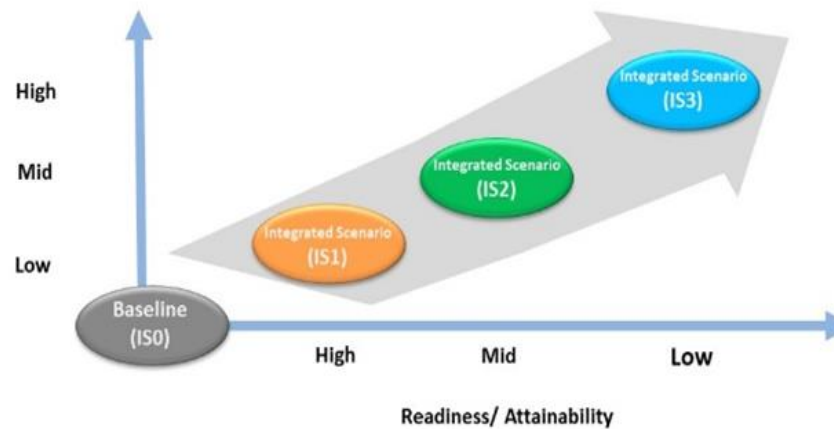 High
Mid
Low
Integrated Scenario
(IS3)
Integrated Scenario
(IS2)
Integrated Scenario
(IS1)
Baseline
(IS0)
High
Mid
Low
Readiness/ Attainability